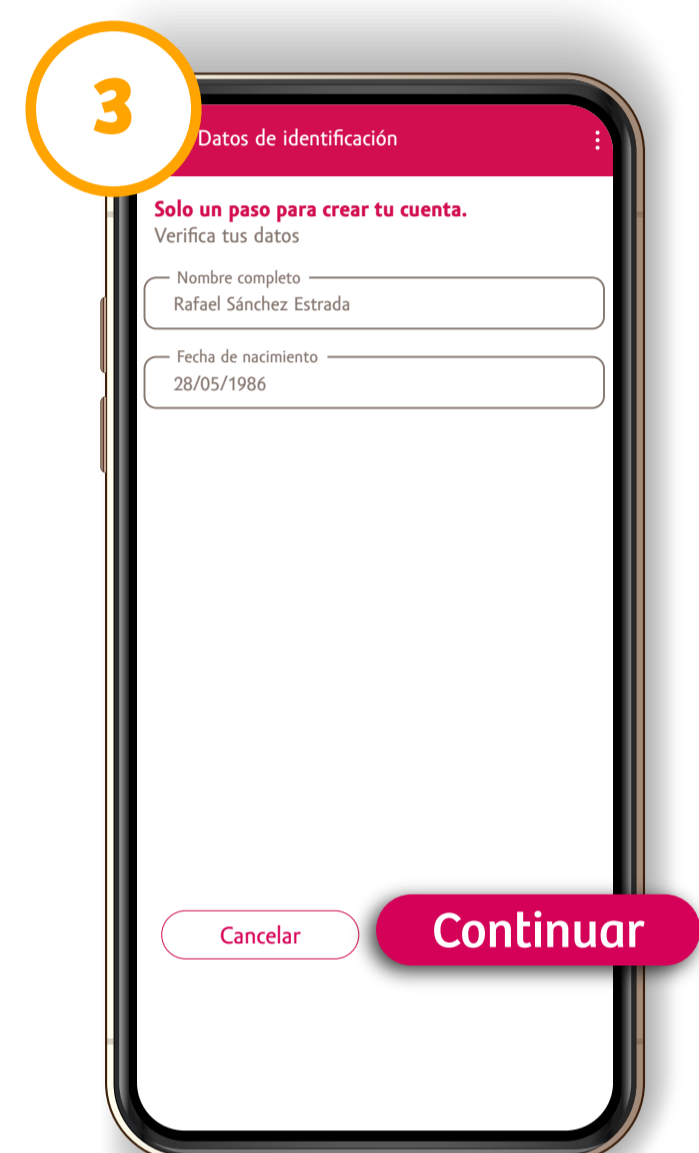 3
Datos de identificación
Solo un paso para crear tu cuenta.
Verifica tus datos
Nombre completo
Rafael Sánchez Estrada
Fecha de nacimiento
28/05/1986
Cancelar
Continuar